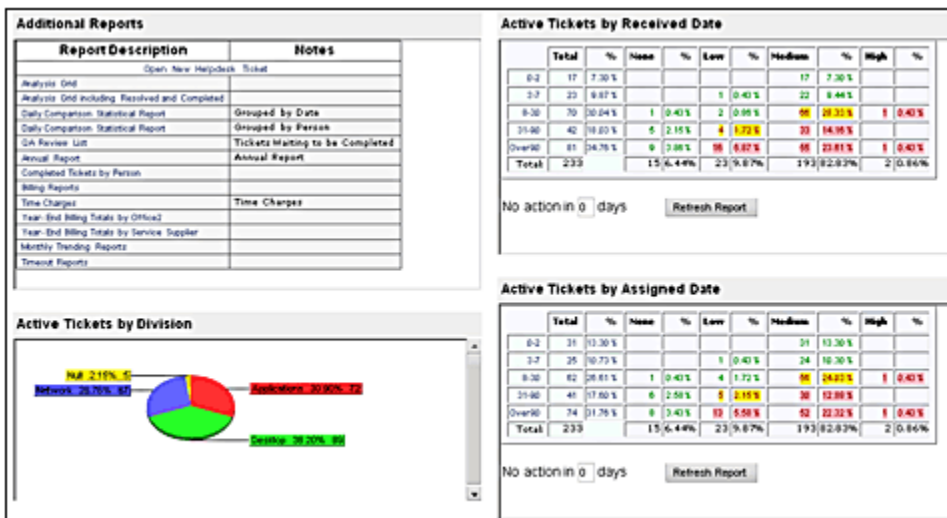 Additional Reports
Report Description Notes
Open New Helpdesk Ticket
Analysis Grid
Analysis Grid including Resolved and Completed
Daily Comparison Statistical Report Grouped by Date
Daily Comparison Statistical Report Grouped by Person
QA Review List Tickets Waiting to be Completed
Annual Report Annual Report
Completed Tickets by Person
Billing Reports
Time Charges Time Charges
Year-End Billing Totals by Office2
Year-End Billing Totals by Service Supplier
Monthly Trending Reports
Timeout Reports
Active Tickets by Division
Null 2.15% 5
Network 28.76% 67
Applications 30.90% 72
Desktop 38.20% 89
Active Tickets by Received Date
Total % None % Low % Medium % High %
0-2 17 7.30% 17 7.30%
3-7 23 9.87% 1 0.43% 22 9.44%
8-30 70 30.04% 1 0.43% 2 0.86% 66 28.33% 1 0.43%
31-90 42 18.03% 5 2.15% 4 1.72% 33 14.16%
Over90 81 34.76% 9 3.86% 16 6.87% 55 23.61% 1 0.43%
Total: 233 15 6.44% 23 9.87% 193 82.83% 2 0.86%
No action in 0 days Refresh Report
Active Tickets by Assigned Date
Total % None % Low % Medium % High %
0-2 31 13.30% 31 13.30%
3-7 25 10.73% 1 0.43% 24 10.30%
8-30 62 26.61% 1 0.43% 4 1.72% 56 24.03% 1 0.43%
31-90 41 17.60% 6 2.58% 5 2.15% 30 12.88%
Over90 74 31.76% 8 3.43% 13 5.58% 52 22.32% 1 0.43%
Total: 233 15 6.44% 23 9.87% 193 82.83% 2 0.86%
No action in 0 days Refresh Report